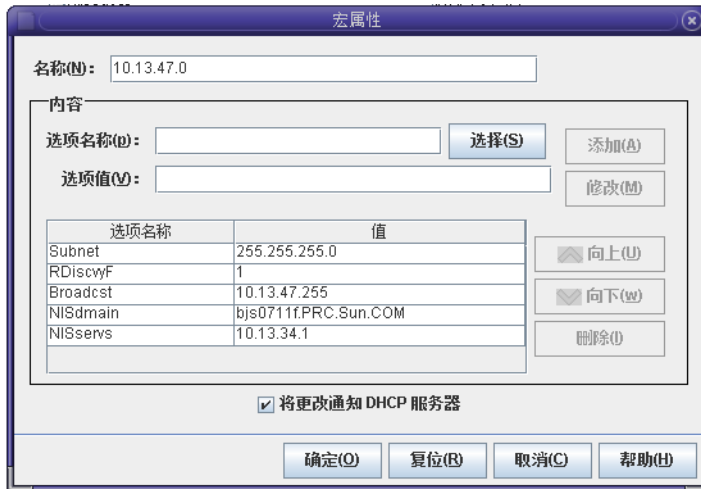 宏属性
名称(N): 10.13.47.0
内容
选项名称(p): 选择(S) 添加(A)
选项值(V): 修改(M)
选项名称 值
Subnet 255.255.255.0
RDiscvyF 1
Broadcst 10.13.47.255
NISdmain bjs0711f.PRC.Sun.COM
NISservs 10.13.34.1
向上(U)
向下(w)
删除(I)
将更改通知 DHCP 服务器
确定(O) 复位(R) 取消(C) 帮助(H)